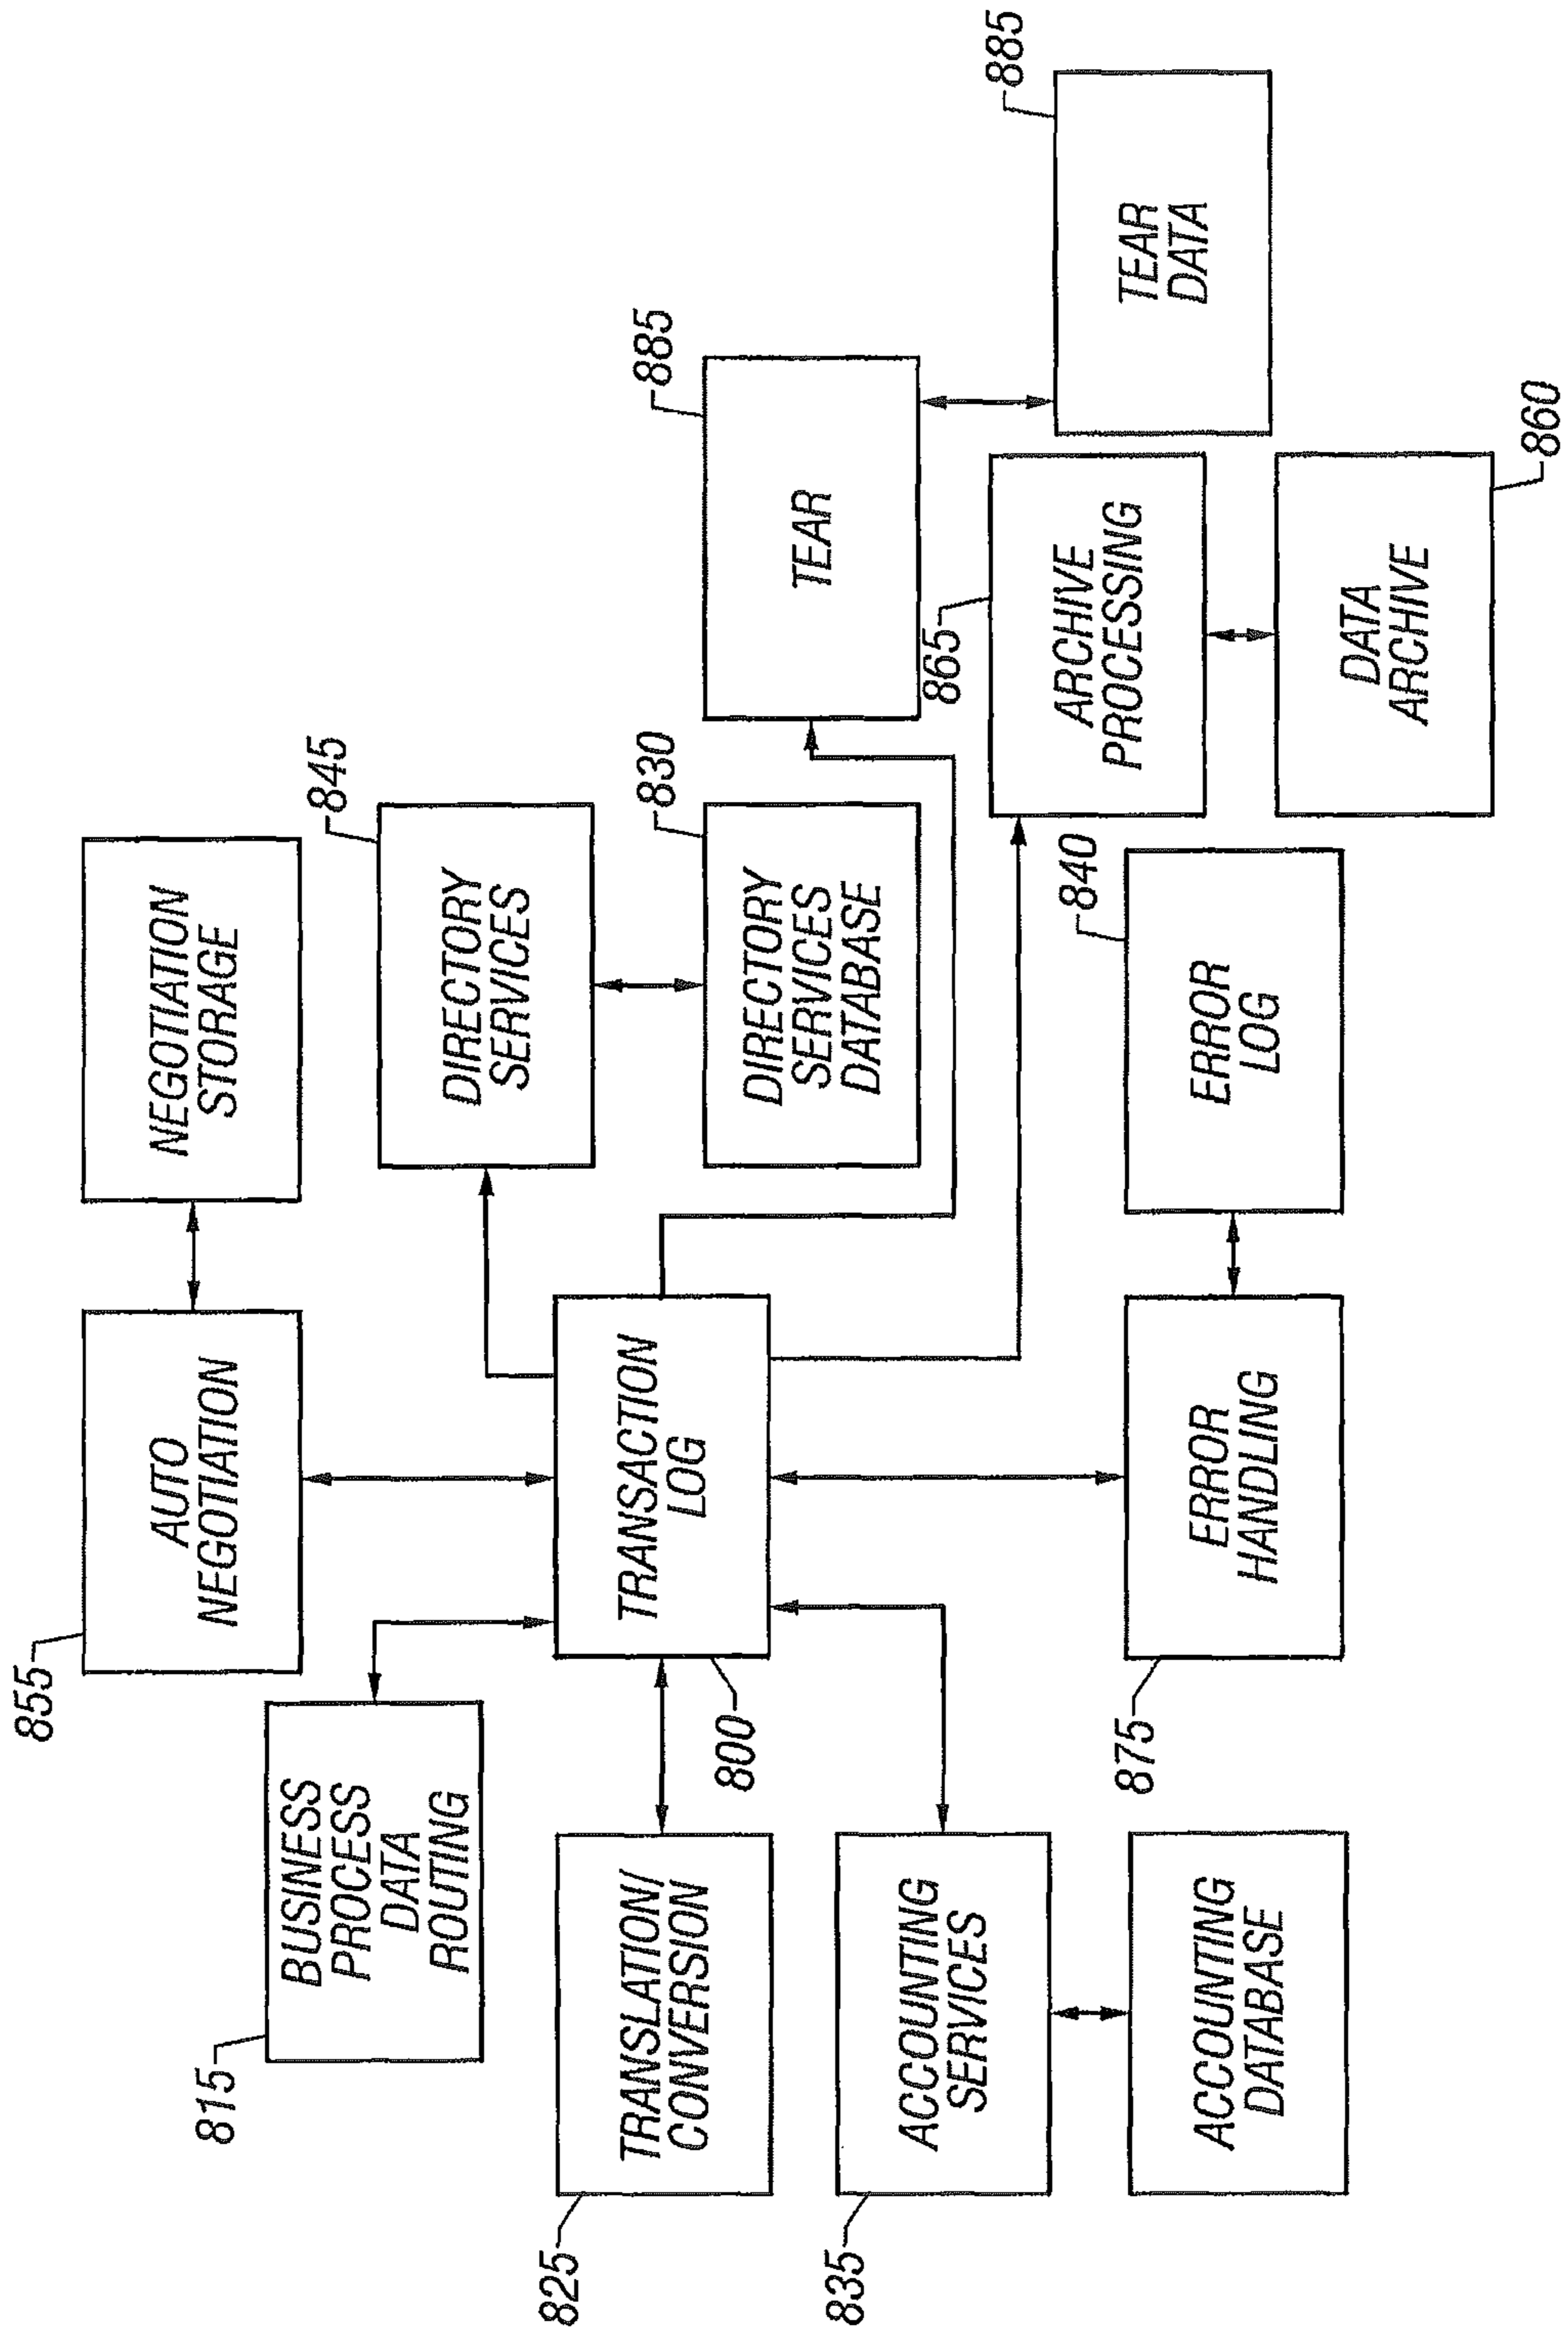 855
AUTO
NEGOTIATION
NEGOTIATION
STORAGE
815
BUSINESS
PROCESS
DATA
ROUTING
845
DIRECTORY
SERVICES
825
TRANSLATION/
CONVERSION
800
TRANSACTION
LOG
830
DIRECTORY
SERVICES
DATABASE
885
TEAR
835
ACCOUNTING
SERVICES
865
ARCHIVE
PROCESSING
885
TEAR
DATA
ACCOUNTING
DATABASE
875
ERROR
HANDLING
840
ERROR
LOG
DATA
ARCHIVE
860